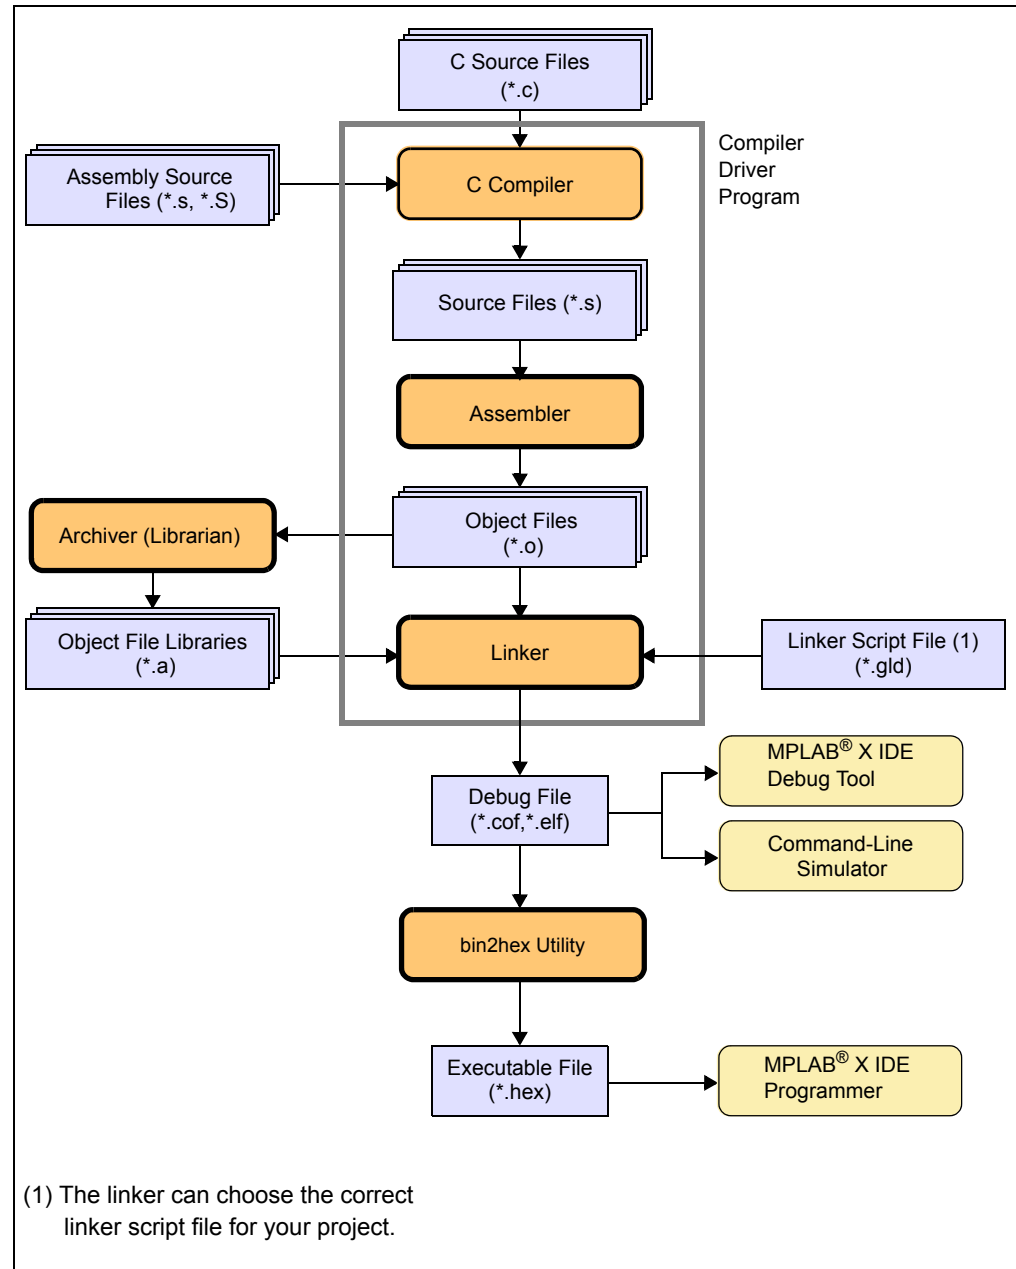 C Source Files
(*.c)
Compiler
Driver
Program
Assembly Source
Files (*.s, *.S)
C Compiler
Source Files (*.s)
Assembler
Archiver (Librarian)
Object Files
(*.o)
Object File Libraries
(*.a)
Linker
Linker Script File (1)
(*.gld)
MPLAB® X IDE
Debug Tool
Debug File
(*.cof,*.elf)
Command-Line
Simulator
bin2hex Utility
Executable File
(*.hex)
MPLAB® X IDE
Programmer
(1) The linker can choose the correct
linker script file for your project.